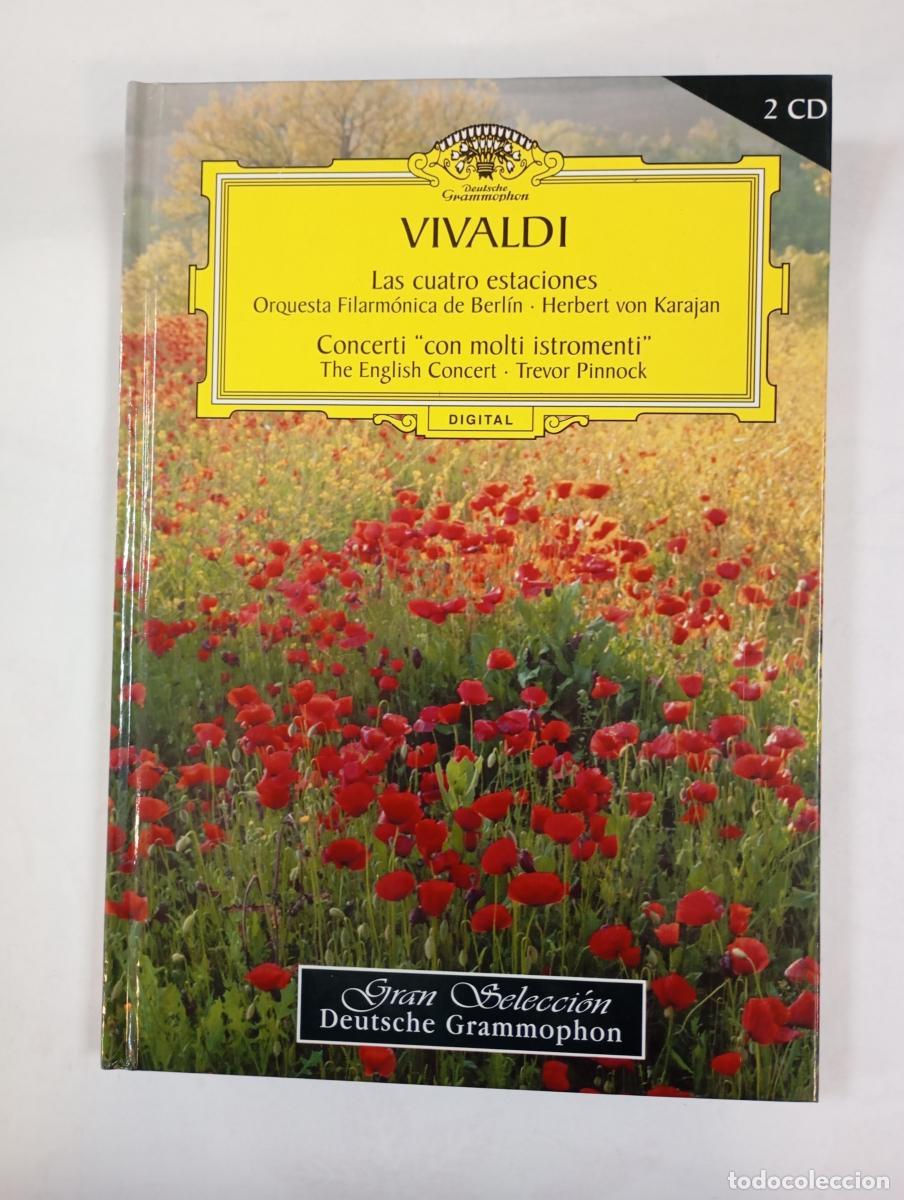 2 CD
Deutsche
Grammophon
VIVALDI
Las cuatro estaciones
Orquesta Filarmónica de Berlín · Herbert von Karajan
Concerti "con molti istromenti"
The English Concert · Trevor Pinnock
DIGITAL
Gran Selección
Deutsche Grammophon
todocoleccion